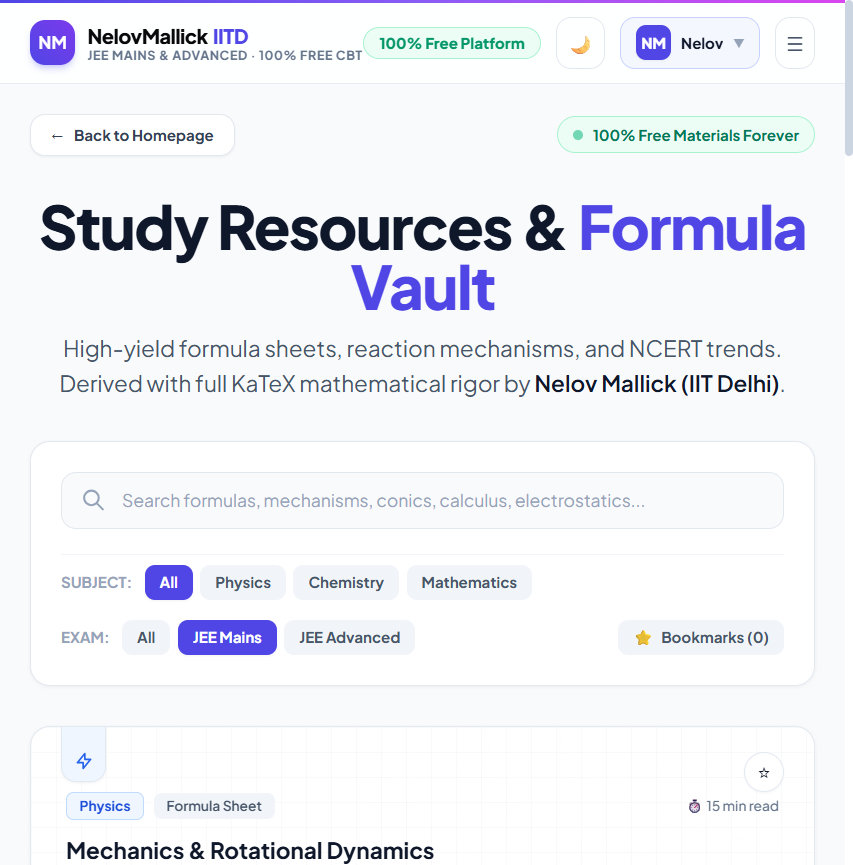 NM
NelovMallick IITD
JEE MAINS & ADVANCED · 100% FREE CBT
100% Free Platform
NM Nelov ▼
☰
← Back to Homepage
100% Free Materials Forever
Study Resources & Formula
Vault
High-yield formula sheets, reaction mechanisms, and NCERT trends.
Derived with full KaTeX mathematical rigor by Nelov Mallick (IIT Delhi).
Search formulas, mechanisms, conics, calculus, electrostatics...
SUBJECT: All Physics Chemistry Mathematics
EXAM: All JEE Mains JEE Advanced Bookmarks (0)
Physics Formula Sheet 15 min read
Mechanics & Rotational Dynamics